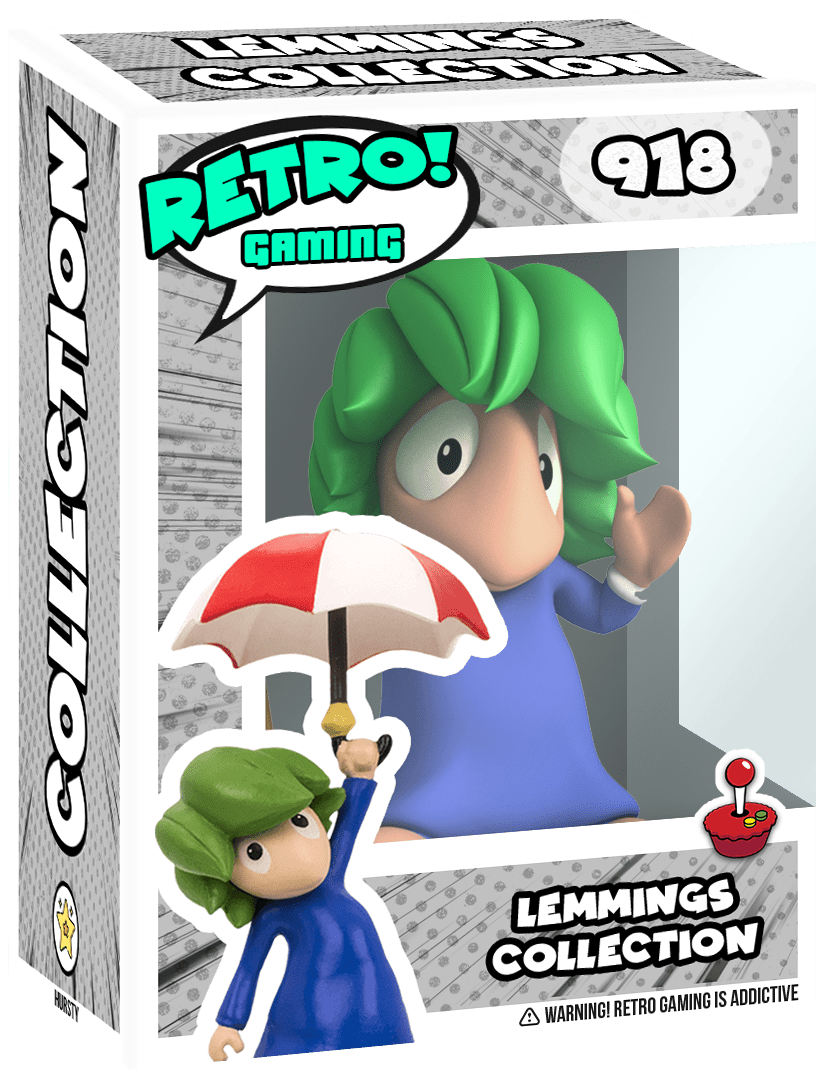 LEMMINGS
COLLECTION
RETRO!
GAMING
918
COLLECTION
HURSTY
LEMMINGS
COLLECTION
WARNING! RETRO GAMING IS ADDICTIVE